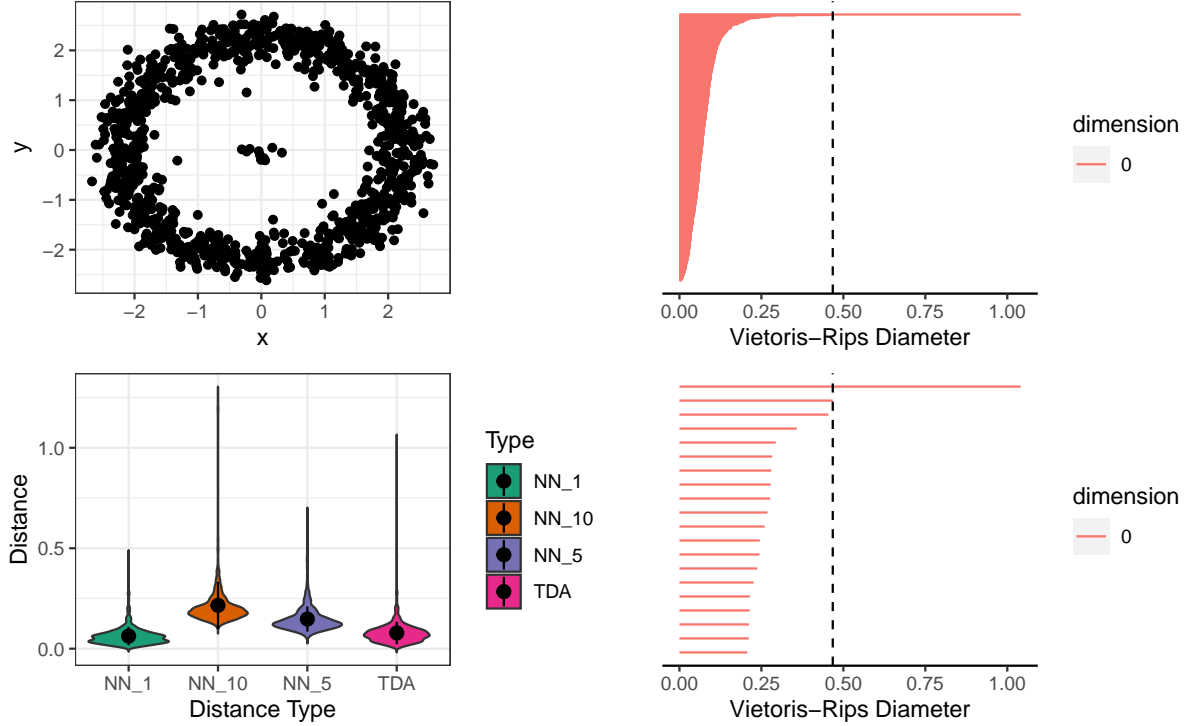 2
1
0
−1
−2
y
−2
−1
0
1
2
x
0.00
0.25
0.50
0.75
1.00
Vietoris−Rips Diameter
dimension
0
1.0
0.5
0.0
Distance
NN_1
NN_10
NN_5
TDA
Distance Type
Type
NN_1
NN_10
NN_5
TDA
0.00
0.25
0.50
0.75
1.00
Vietoris−Rips Diameter
dimension
0